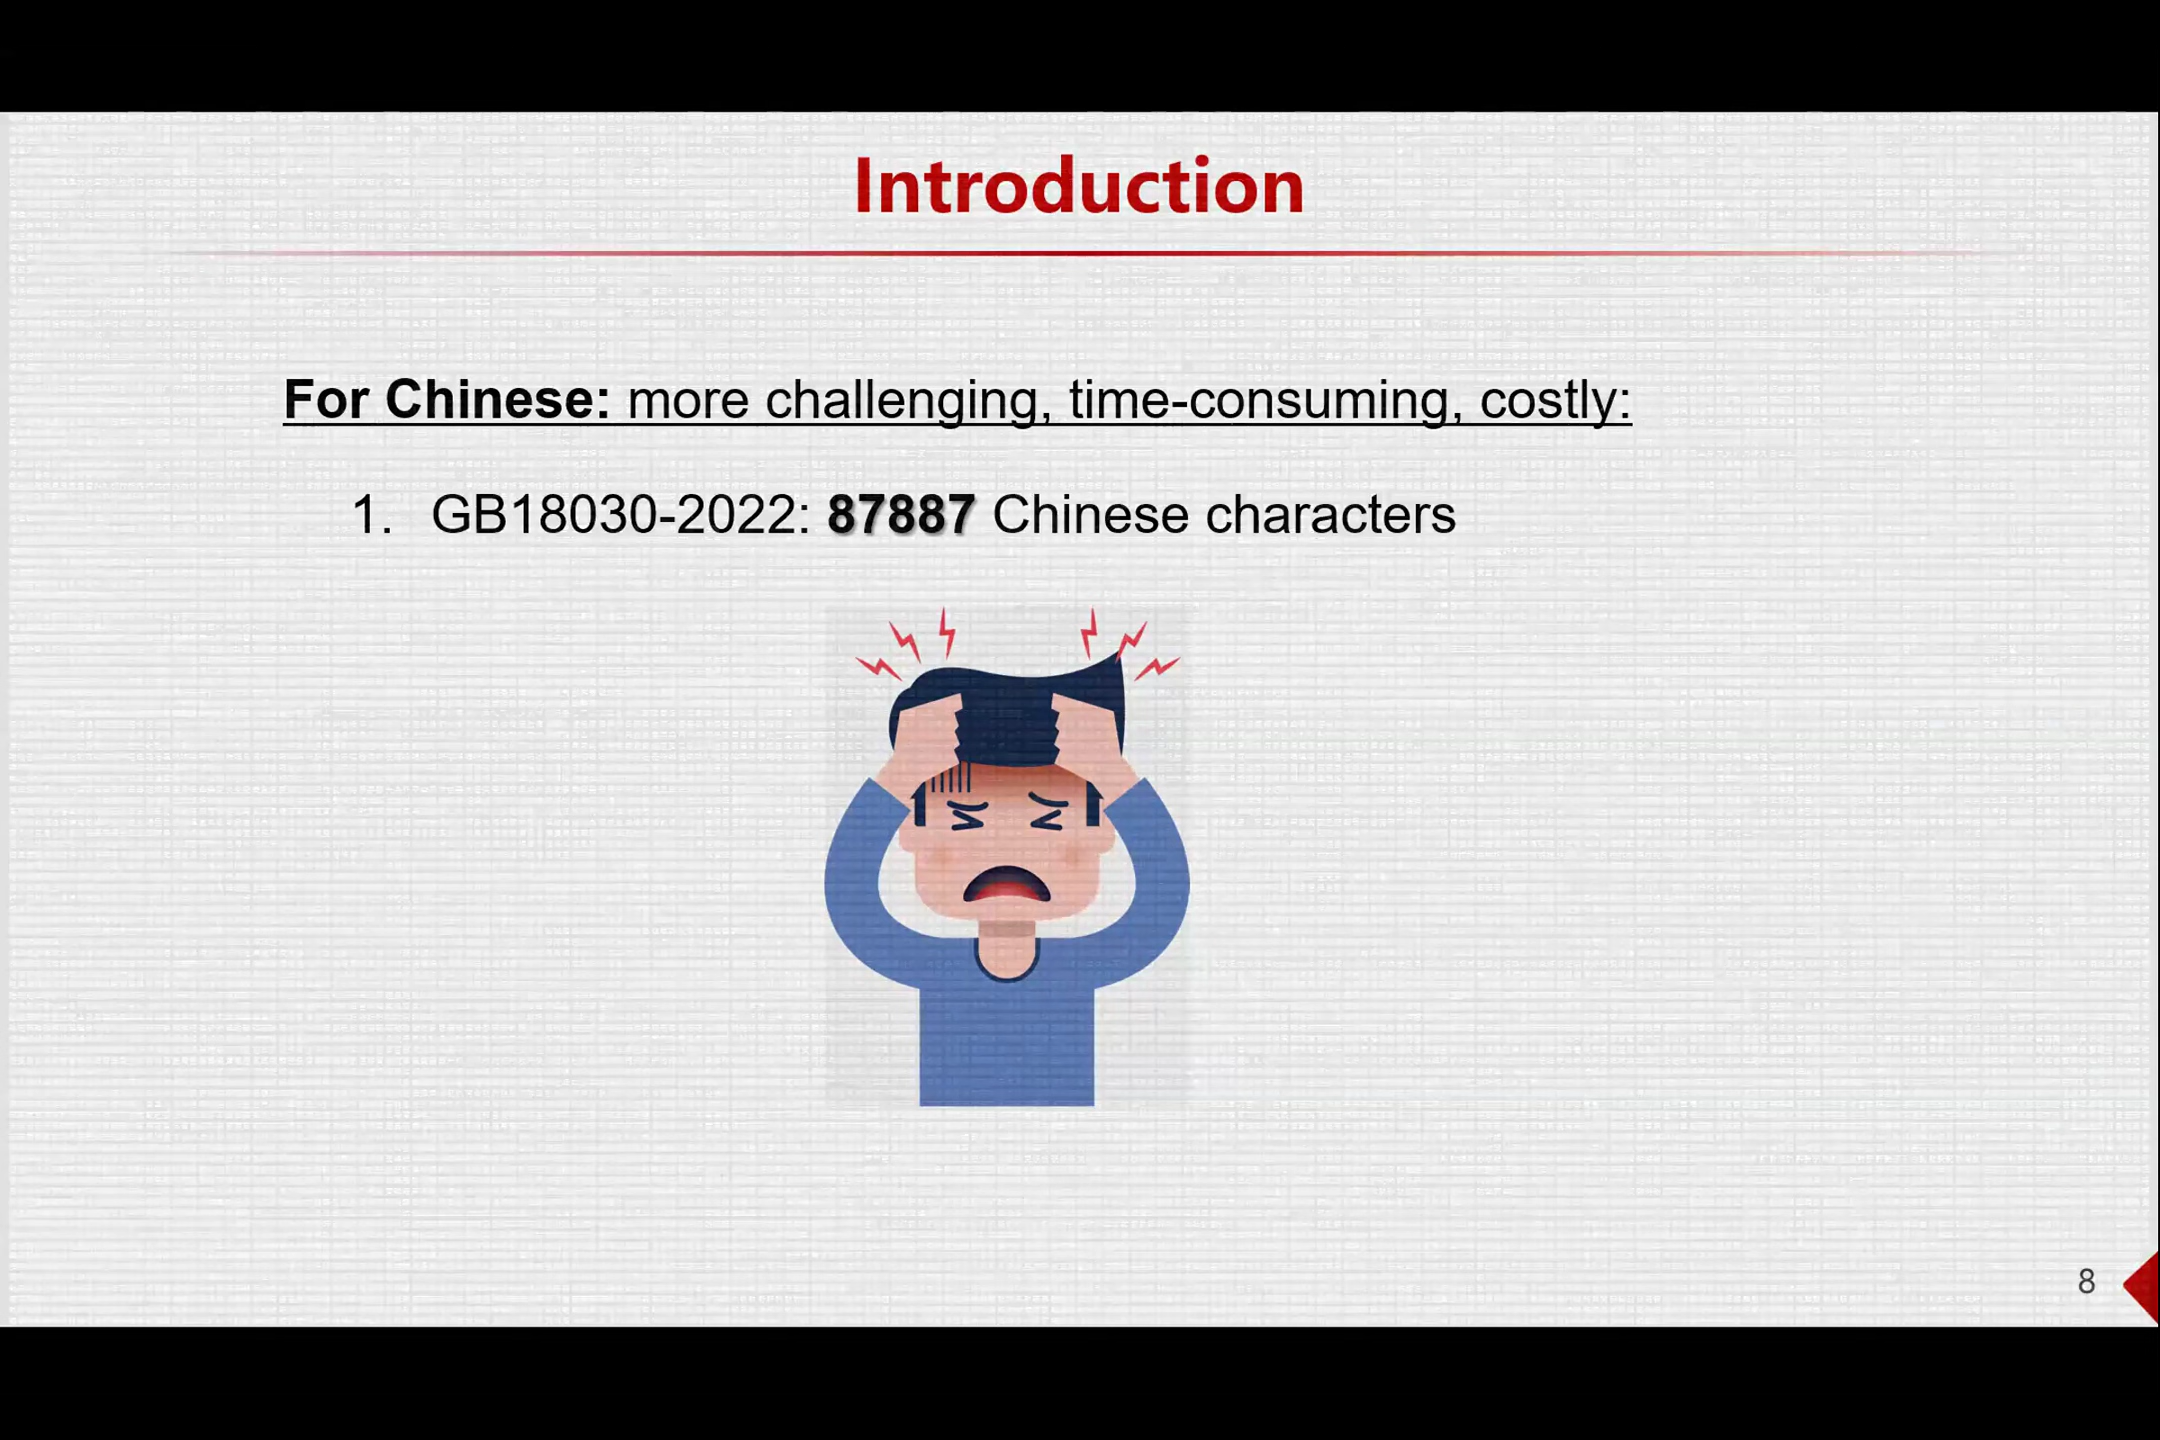 Introduction
For Chinese: more challenging, time-consuming, costly:
1. GB18030-2022: 87887 Chinese characters
8